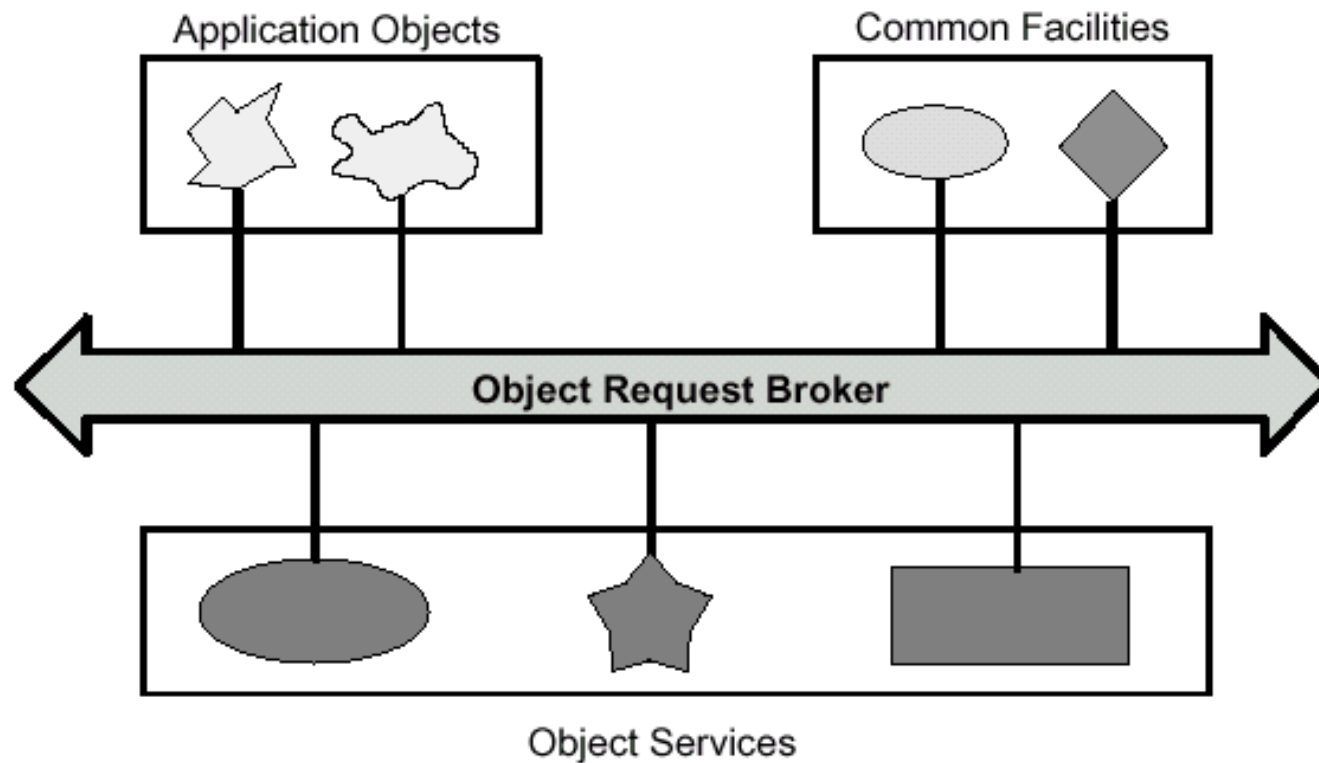 Application Objects
Common Facilities
Object Request Broker
Object Services